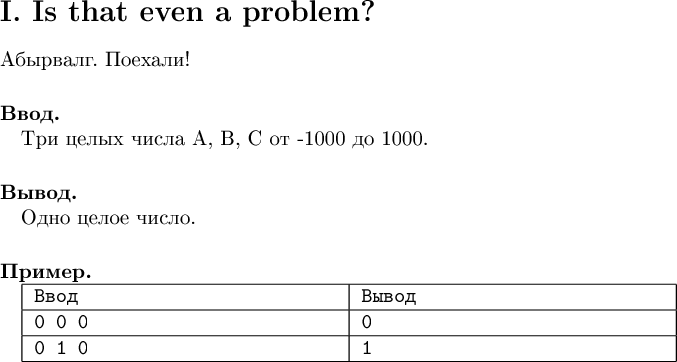 I. Is that even a problem?
Абырвалг. Поехали!
Ввод.
Три целых числа A, B, C от -1000 до 1000.
Вывод.
Одно целое число.
Пример.
Ввод Вывод
0 0 0 0
0 1 0 1